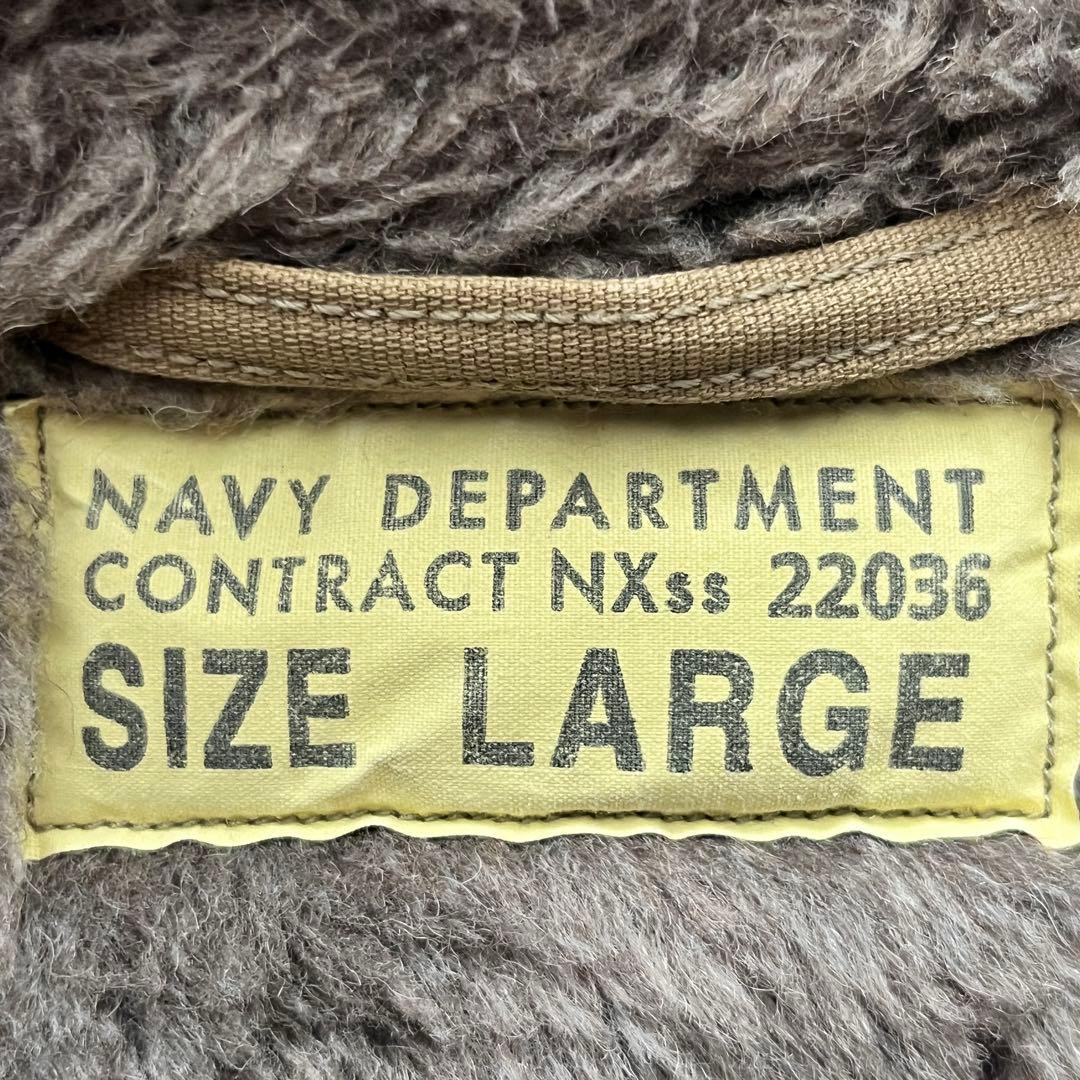 NAVY DEPARTMENT
CONTRACT NXss 22036
SIZE LARGE